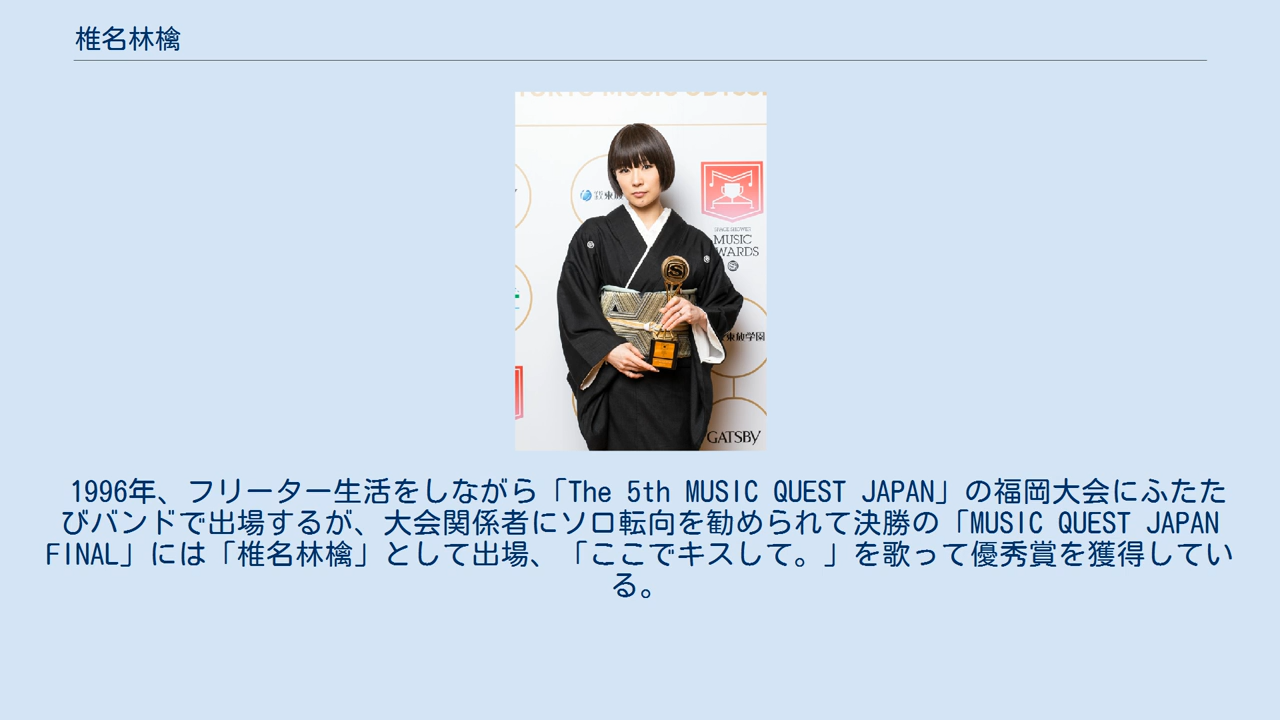 椎名林檎
MUSIC
GATSBY
1996年、フリーター生活をしながら「The 5th MUSIC QUEST JAPAN」の福岡大会にふたた
びバンドで出場するが、大会関係者にソロ転向を勧められて決勝の「MUSIC QUEST JAPAN
FINAL」には「椎名林檎」として出場、「ここでキスして。」を歌って優秀賞を獲得してい
る。